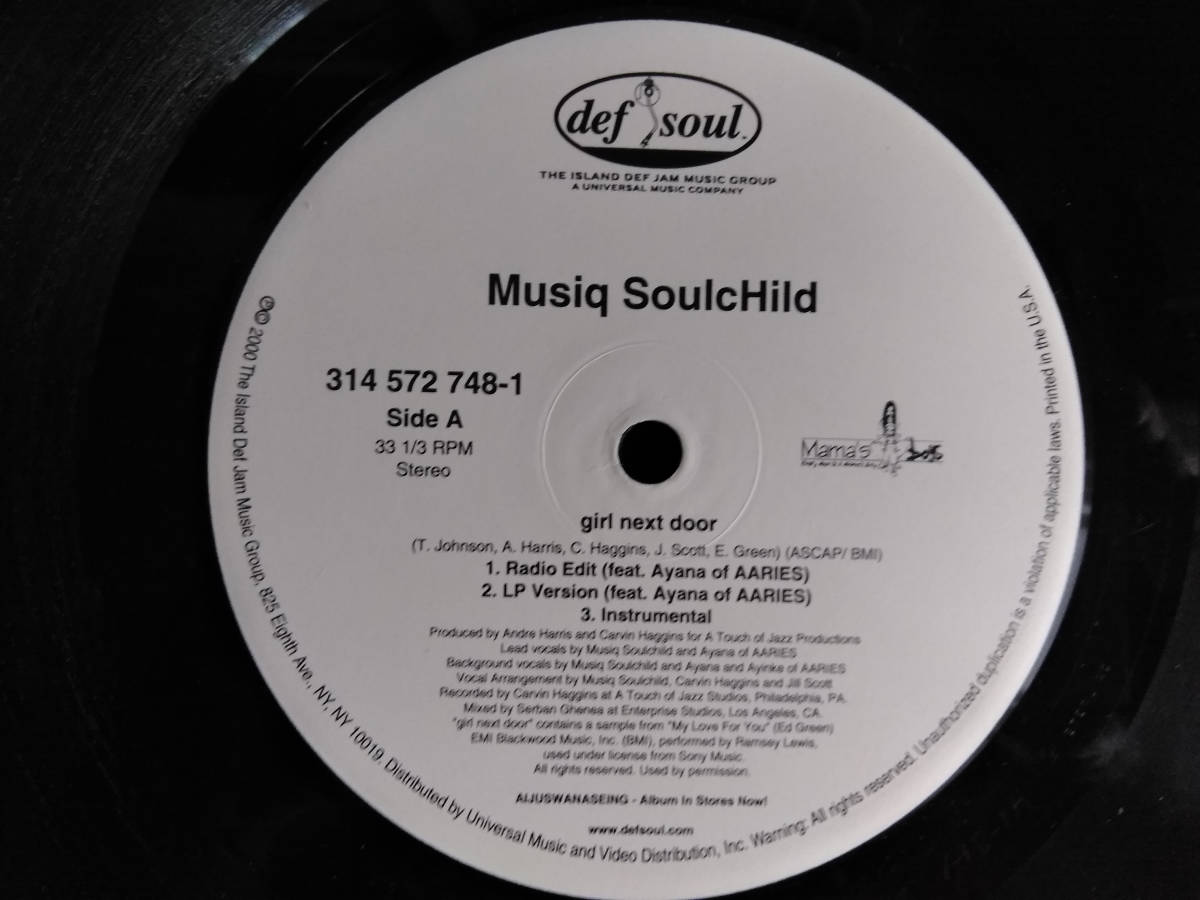 def soul
THE ISLAND DEF JAM MUSIC GROUP
A UNIVERSAL MUSIC COMPANY
Musiq SoulcHild
314 572 748-1
Side A
33 1/3 RPM
Stereo
Mama's boys
girl next door
(T. Johnson, A. Harris, C. Haggins, J. Scott, E. Green) (ASCAP/ BMI)
1. Radio Edit (feat. Ayana of AARIES)
2. LP Version (feat. Ayana of AARIES)
3. Instrumental
Produced by Andre Harris and Carvin Haggins for A Touch of Jazz Productions
Lead vocals by Musiq Soulchild and Ayana of AARIES
Background vocals by Musiq Soulchild and Ayana and Ayinke of AARIES
Vocal Arrangement by Musiq Soulchild, Carvin Haggins and Jill Scott
Recorded by Carvin Haggins at A Touch of Jazz Studios, Philadelphia, PA.
Mixed by Serban Ghenea at Enterprise Studios, Los Angeles, CA.
"girl next door" contains a sample from "My Love For You" (Ed Green)
EMI Blackwood Music, Inc. (BMI), performed by Ramsey Lewis,
used under license from Sony Music.
All rights reserved. Used by permission.
AIJUSWANASEING - Album In Stores Now!
www.defsoul.com
℗© 2000 The Island Def Jam Music Group, 825 Eighth Ave., NY, NY 10019, Distributed by Universal Music and Video Distribution, Inc. Warning: All rights reserved. Unauthorized duplication is a violation of applicable laws. Printed in the U.S.A.